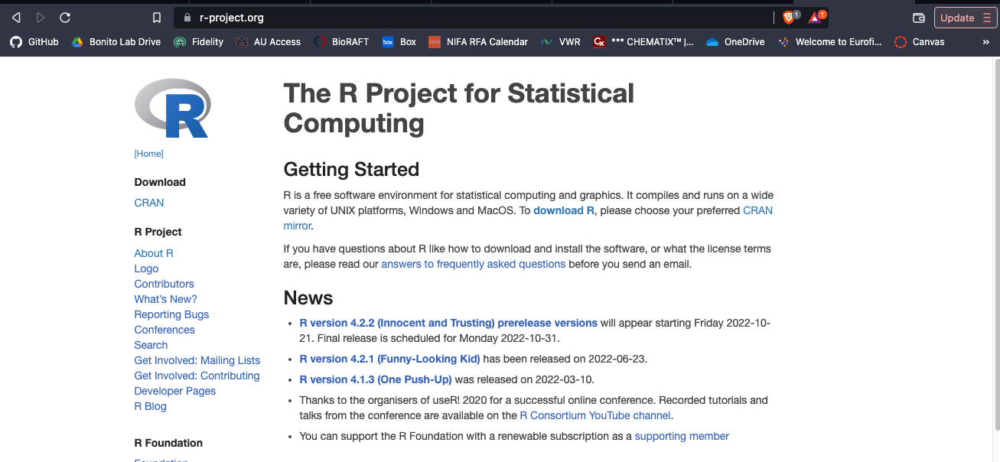 r-project.org
1
1
Update
GitHub
Bonito Lab Drive
Fidelity
AU Access
BioRAFT
box
Box
NIFA
NIFA RFA Calendar
VWR
Cx
*** CHEMATIX™ |...
OneDrive
Welcome to Eurofi...
Canvas
»
R
[Home]
Download
CRAN
R Project
About R
Logo
Contributors
What's New?
Reporting Bugs
Conferences
Search
Get Involved: Mailing Lists
Get Involved: Contributing
Developer Pages
R Blog
R Foundation
Foundation
The R Project for Statistical
Computing
Getting Started
R is a free software environment for statistical computing and graphics. It compiles and runs on a wide
variety of UNIX platforms, Windows and MacOS. To download R, please choose your preferred CRAN
mirror.
If you have questions about R like how to download and install the software, or what the license terms
are, please read our answers to frequently asked questions before you send an email.
News
• R version 4.2.2 (Innocent and Trusting) prerelease versions will appear starting Friday 2022-10-
21. Final release is scheduled for Monday 2022-10-31.
• R version 4.2.1 (Funny-Looking Kid) has been released on 2022-06-23.
• R version 4.1.3 (One Push-Up) was released on 2022-03-10.
• Thanks to the organisers of useR! 2020 for a successful online conference. Recorded tutorials and
talks from the conference are available on the R Consortium YouTube channel.
• You can support the R Foundation with a renewable subscription as a supporting member